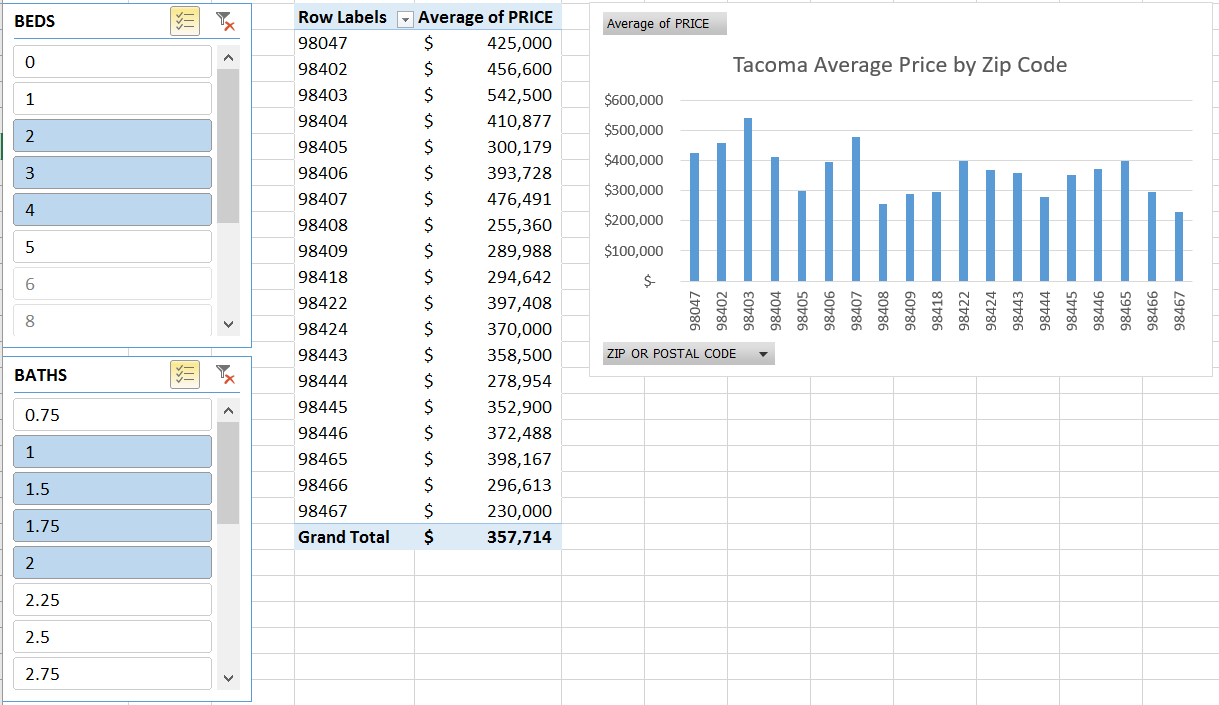 BEDS
0
1
2
3
4
5
6
8
BATHS
0.75
1
1.5
1.75
2
2.25
2.5
2.75
Row Labels Average of PRICE
98047 $ 425,000
98402 $ 456,600
98403 $ 542,500
98404 $ 410,877
98405 $ 300,179
98406 $ 393,728
98407 $ 476,491
98408 $ 255,360
98409 $ 289,988
98418 $ 294,642
98422 $ 397,408
98424 $ 370,000
98443 $ 358,500
98444 $ 278,954
98445 $ 352,900
98446 $ 372,488
98465 $ 398,167
98466 $ 296,613
98467 $ 230,000
Grand Total $ 357,714
Average of PRICE
Tacoma Average Price by Zip Code
$600,000
$500,000
$400,000
$300,000
$200,000
$100,000
$-
98047 98402 98403 98404 98405 98406 98407 98408 98409 98418 98422 98424 98443 98444 98445 98446 98465 98466 98467
ZIP OR POSTAL CODE